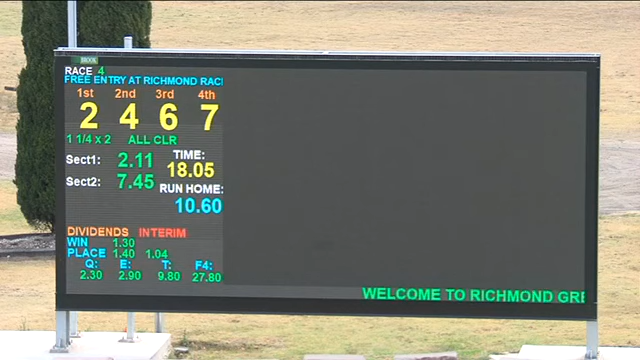 RACE 4
FREE ENTRY AT RICHMOND RACI
1st 2nd 3rd 4th
2 4 6 7
1 1/4 x 2 ALL CLR
Sect1: 2.11 TIME:
18.05
Sect2: 7.45 RUN HOME:
10.60
DIVIDENDS INTERIM
WIN 1.30
PLACE 1.40 1.04
Q: E: T: F4:
2.30 2.90 9.80 27.80
WELCOME TO RICHMOND GRE